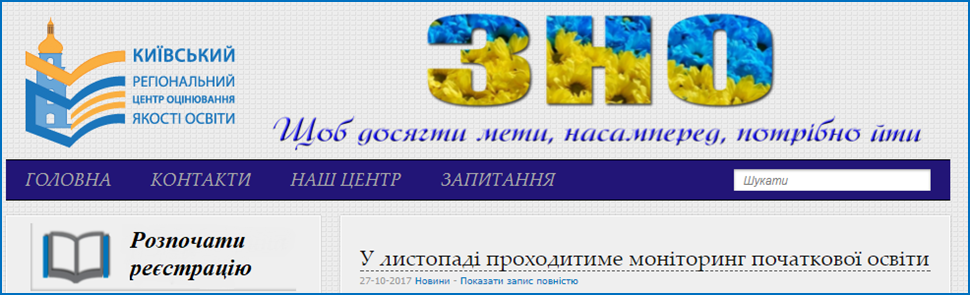 КИЇВСЬКИЙ
РЕГІОНАЛЬНИЙ
ЦЕНТР ОЦІНЮВАННЯ
ЯКОСТІ ОСВІТИ
ЗНО
Щоб досягти мети, насамперед, потрібно йти
ГОЛОВНА КОНТАКТИ НАШ ЦЕНТР ЗАПИТАННЯ Шукати
Розпочати
реєстрацію
У листопаді проходитиме моніторинг початкової освіти
27-10-2017 Новини - Показати запис повністю